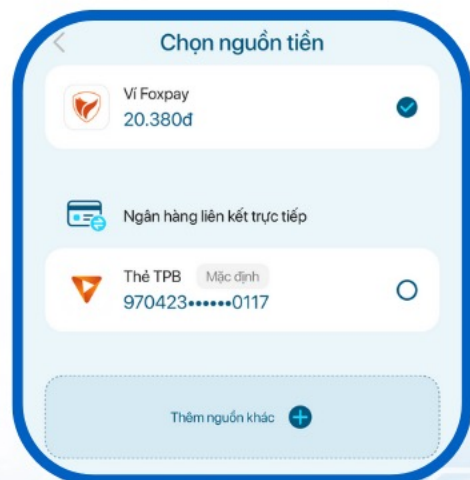 Chọn nguồn tiền
Ví Foxpay
20.380đ
Ngân hàng liên kết trực tiếp
Thẻ TPB Mặc định
970423••••••0117
Thêm nguồn khác